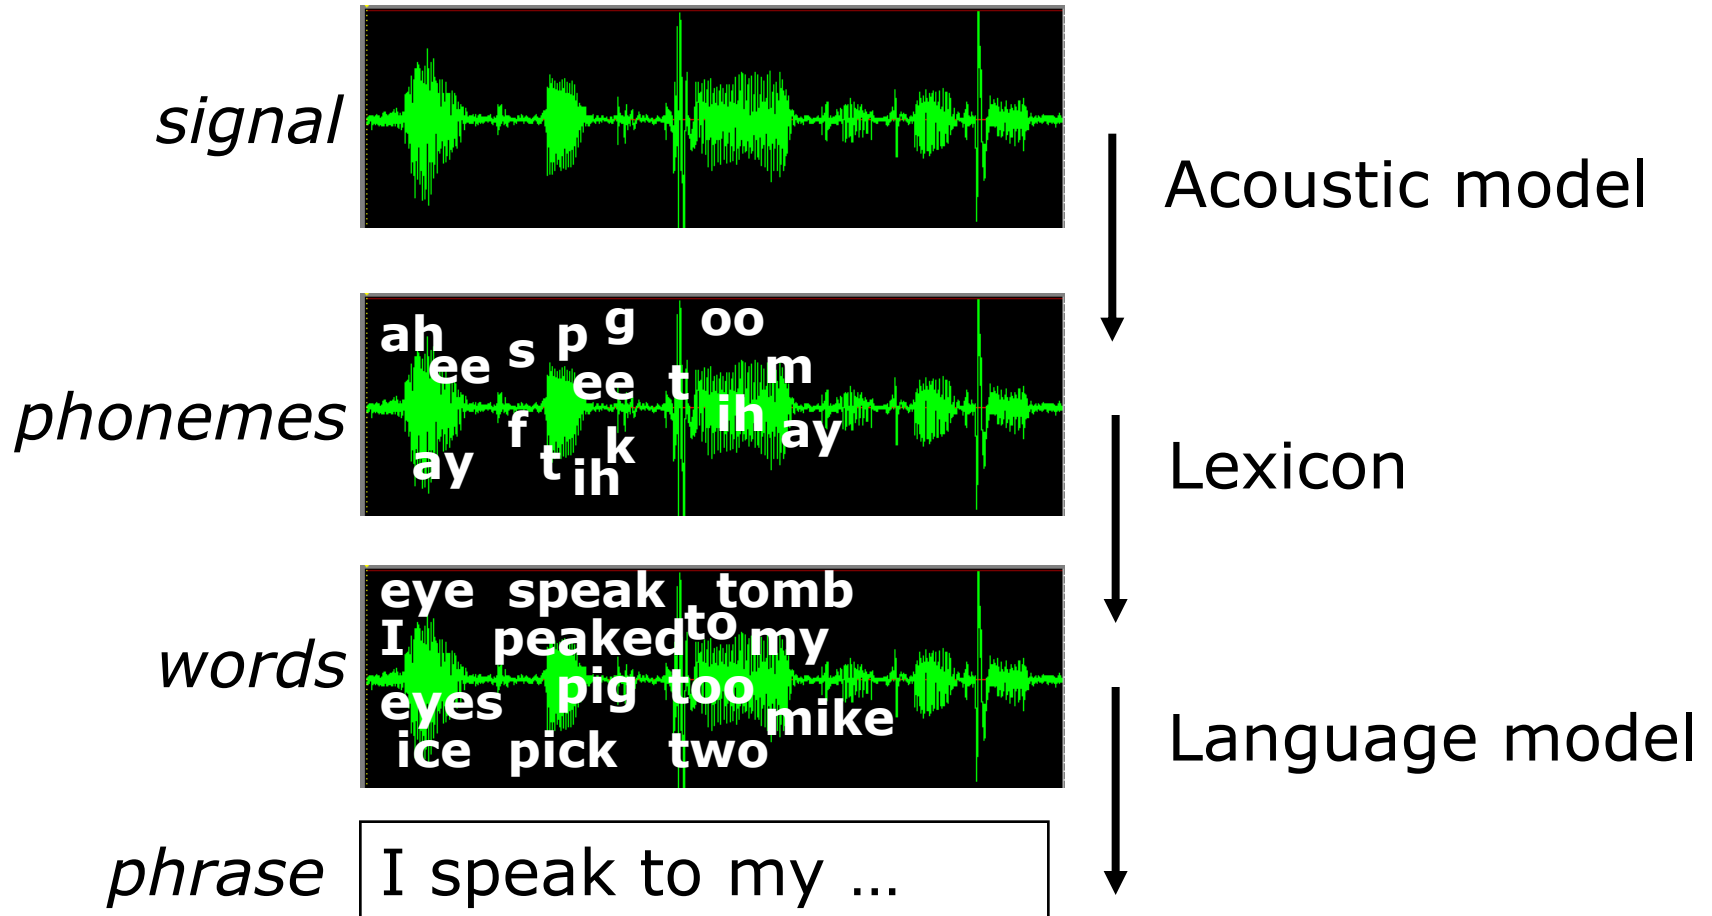 signal
Acoustic model
phonemes
ah ee s p g oo
ee t m
f ih ay
ay t ih k
Lexicon
words
eye speak tomb
I peaked to my
eyes pig too mike
ice pick two
Language model
phrase
I speak to my ...